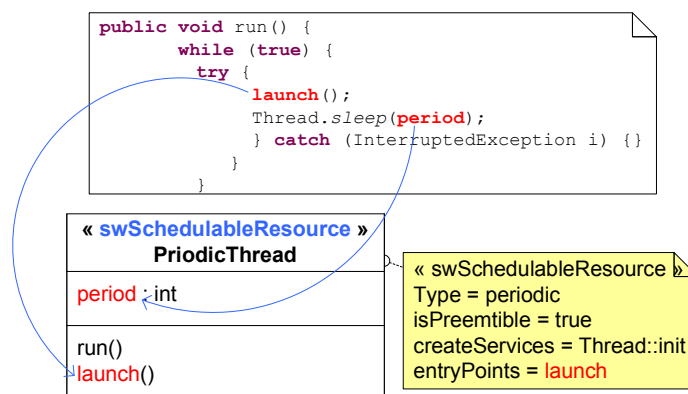 public void run() {
while (true) {
try {
launch();
Thread.sleep(period);
} catch (InterruptedException i) {}
}
}
« swSchedulableResource »
PriodicThread
period : int
run()
launch()
« swSchedulableResource »
Type = periodic
isPreemtible = true
createServices = Thread::init
entryPoints = launch